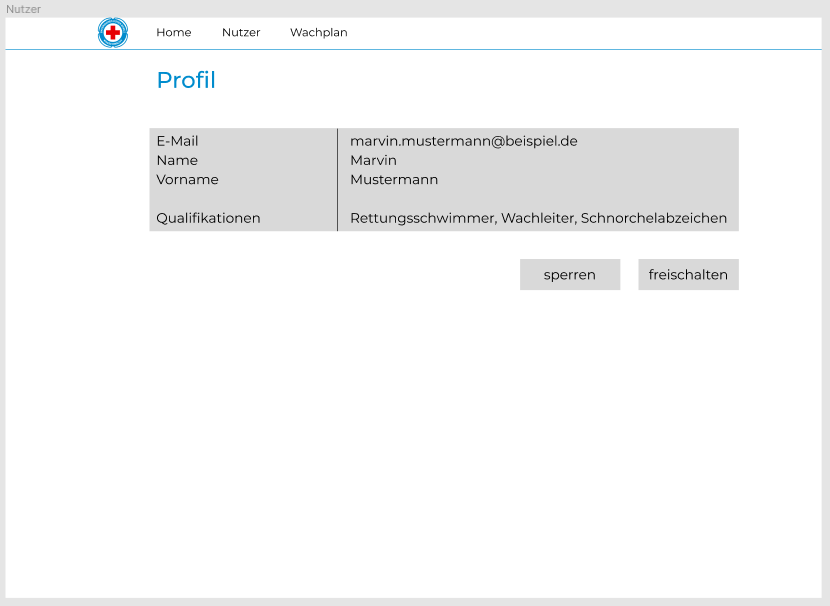 Nutzer
Home Nutzer Wachplan
Profil
E-Mail marvin.mustermann@beispiel.de
Name Marvin
Vorname Mustermann
Qualifikationen Rettungsschwimmer, Wachleiter, Schnorchelabzeichen
sperren freischalten